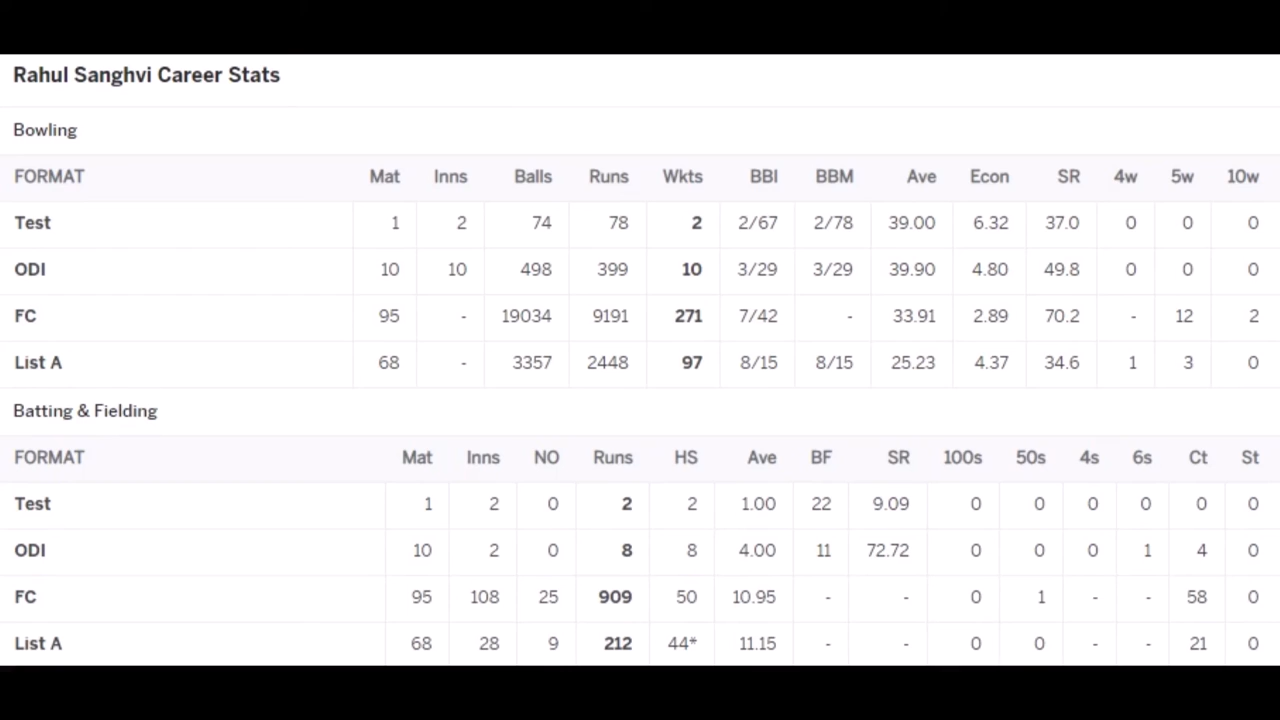 Rahul Sanghvi Career Stats
Bowling
FORMAT Mat Inns Balls Runs Wkts BBI BBM Ave Econ SR 4w 5w 10w
Test 1 2 74 78 2 2/67 2/78 39.00 6.32 37.0 0 0 0
ODI 10 10 498 399 10 3/29 3/29 39.90 4.80 49.8 0 0 0
FC 95 - 19034 9191 271 7/42 - 33.91 2.89 70.2 - 12 2
List A 68 - 3357 2448 97 8/15 8/15 25.23 4.37 34.6 1 3 0
Batting & Fielding
FORMAT Mat Inns NO Runs HS Ave BF SR 100s 50s 4s 6s Ct St
Test 1 2 0 2 2 1.00 22 9.09 0 0 0 0 0 0
ODI 10 2 0 8 8 4.00 11 72.72 0 0 0 1 4 0
FC 95 108 25 909 50 10.95 - - 0 1 - - 58 0
List A 68 28 9 212 44* 11.15 - - 0 0 - - 21 0